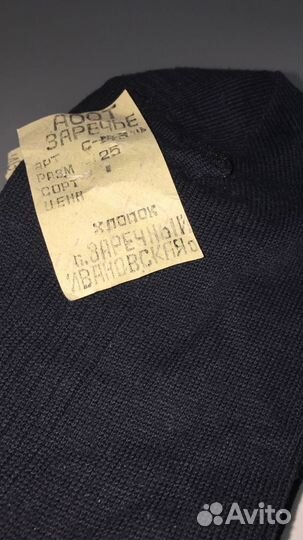 АООТ
ЗАРЕЧЬЕ
АРТ С-
РАЗМ 25
СОРТ I
ЦЕНА
ХЛОПОК
п.ЗАРЕЧНЫЙ
ИВАНОВСКАЯ о
Avito